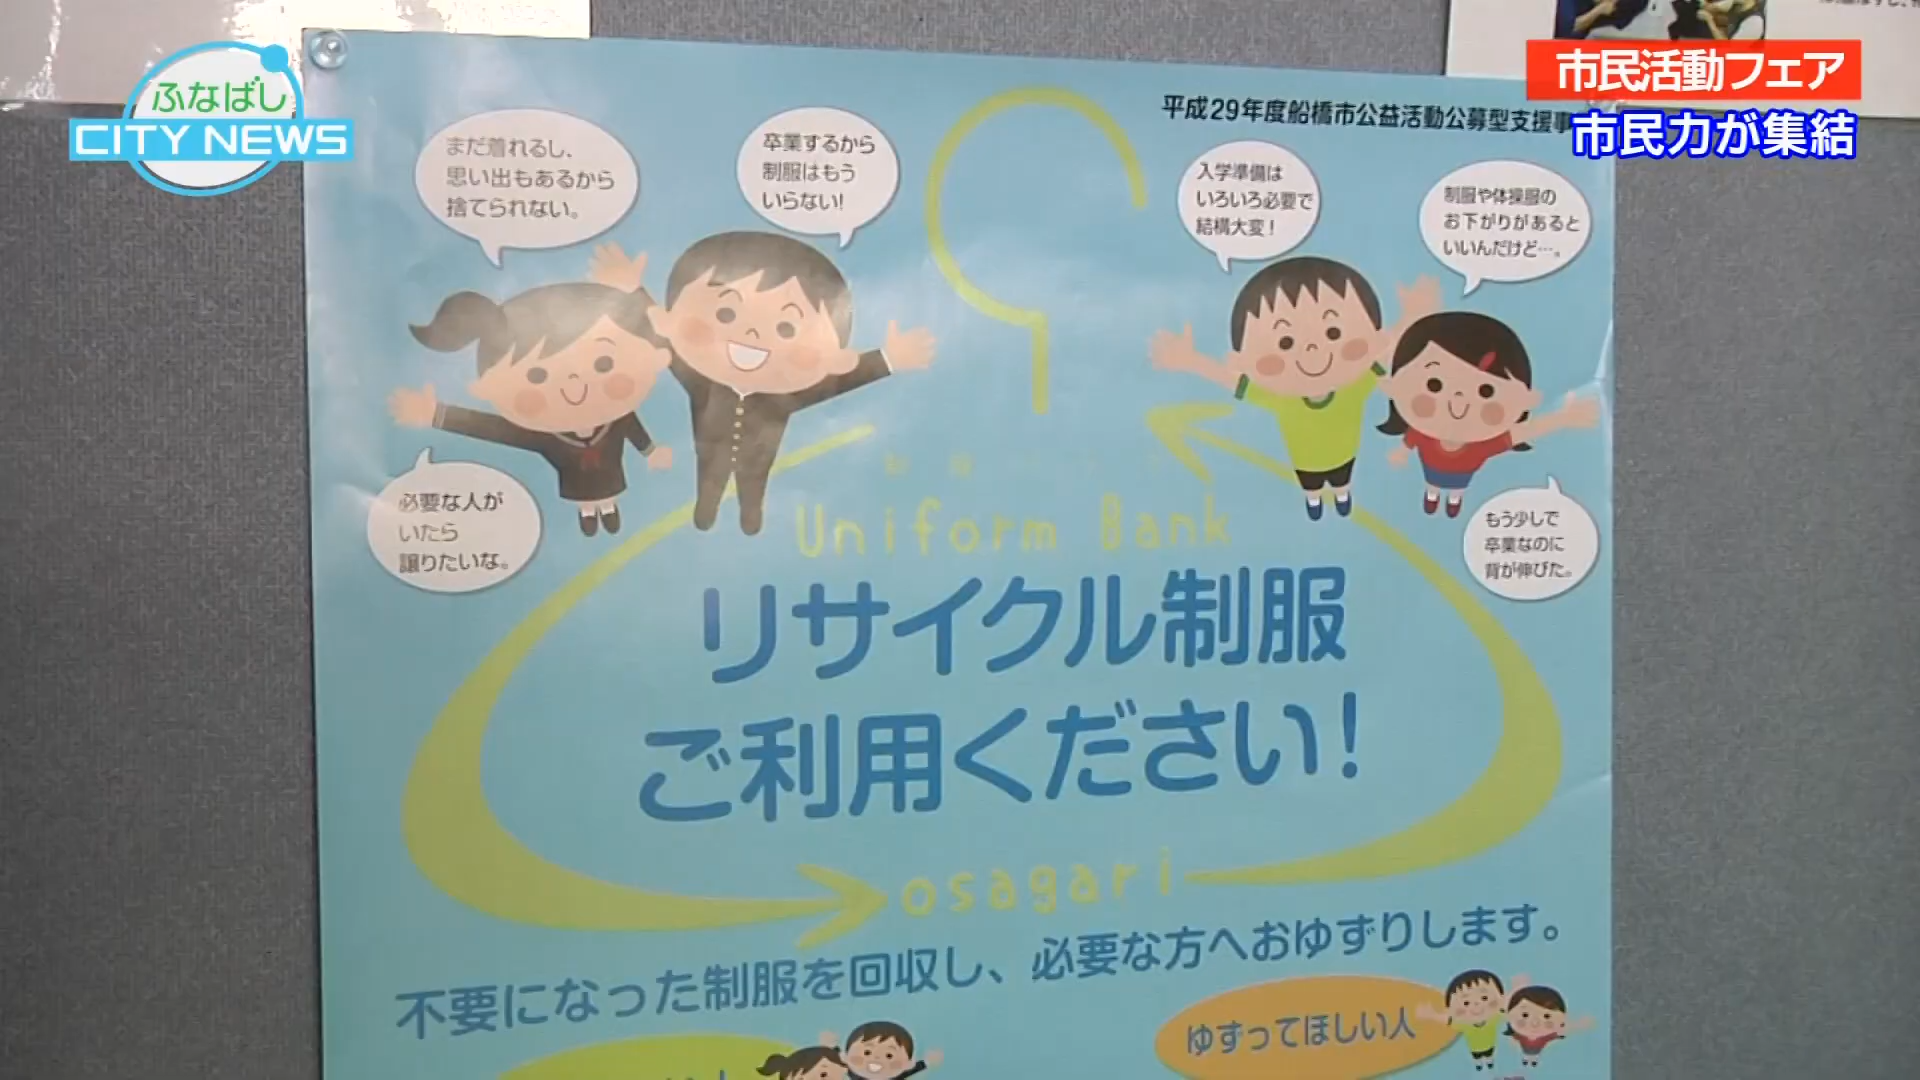 ふなばし
CITY NEWS
市民活動フェア
市民力が集結
平成29年度船橋市公益活動公募型支援事
まだ着れるし、
思い出もあるから
捨てられない。
卒業するから
制服はもう
いらない!
入学準備は
いろいろ必要で
結構大変!
制服や体操服の
お下がりがあると
いいんだけど…。
必要な人が
いたら
譲りたいな。
もう少しで
卒業なのに
背が伸びた。
Uniform Bank
リサイクル制服
ご利用ください!
osagari
不要になった制服を回収し、必要な方へおゆずりします。
ゆずってほしい人